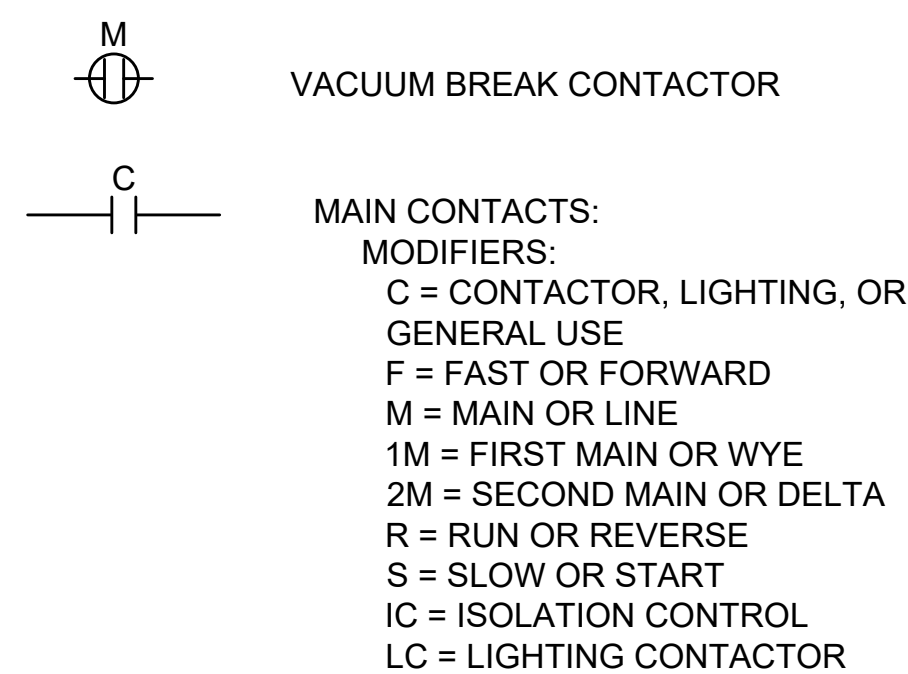 M
VACUUM BREAK CONTACTOR
C
MAIN CONTACTS:
MODIFIERS:
C = CONTACTOR, LIGHTING, OR
GENERAL USE
F = FAST OR FORWARD
M = MAIN OR LINE
1M = FIRST MAIN OR WYE
2M = SECOND MAIN OR DELTA
R = RUN OR REVERSE
S = SLOW OR START
IC = ISOLATION CONTROL
LC = LIGHTING CONTACTOR